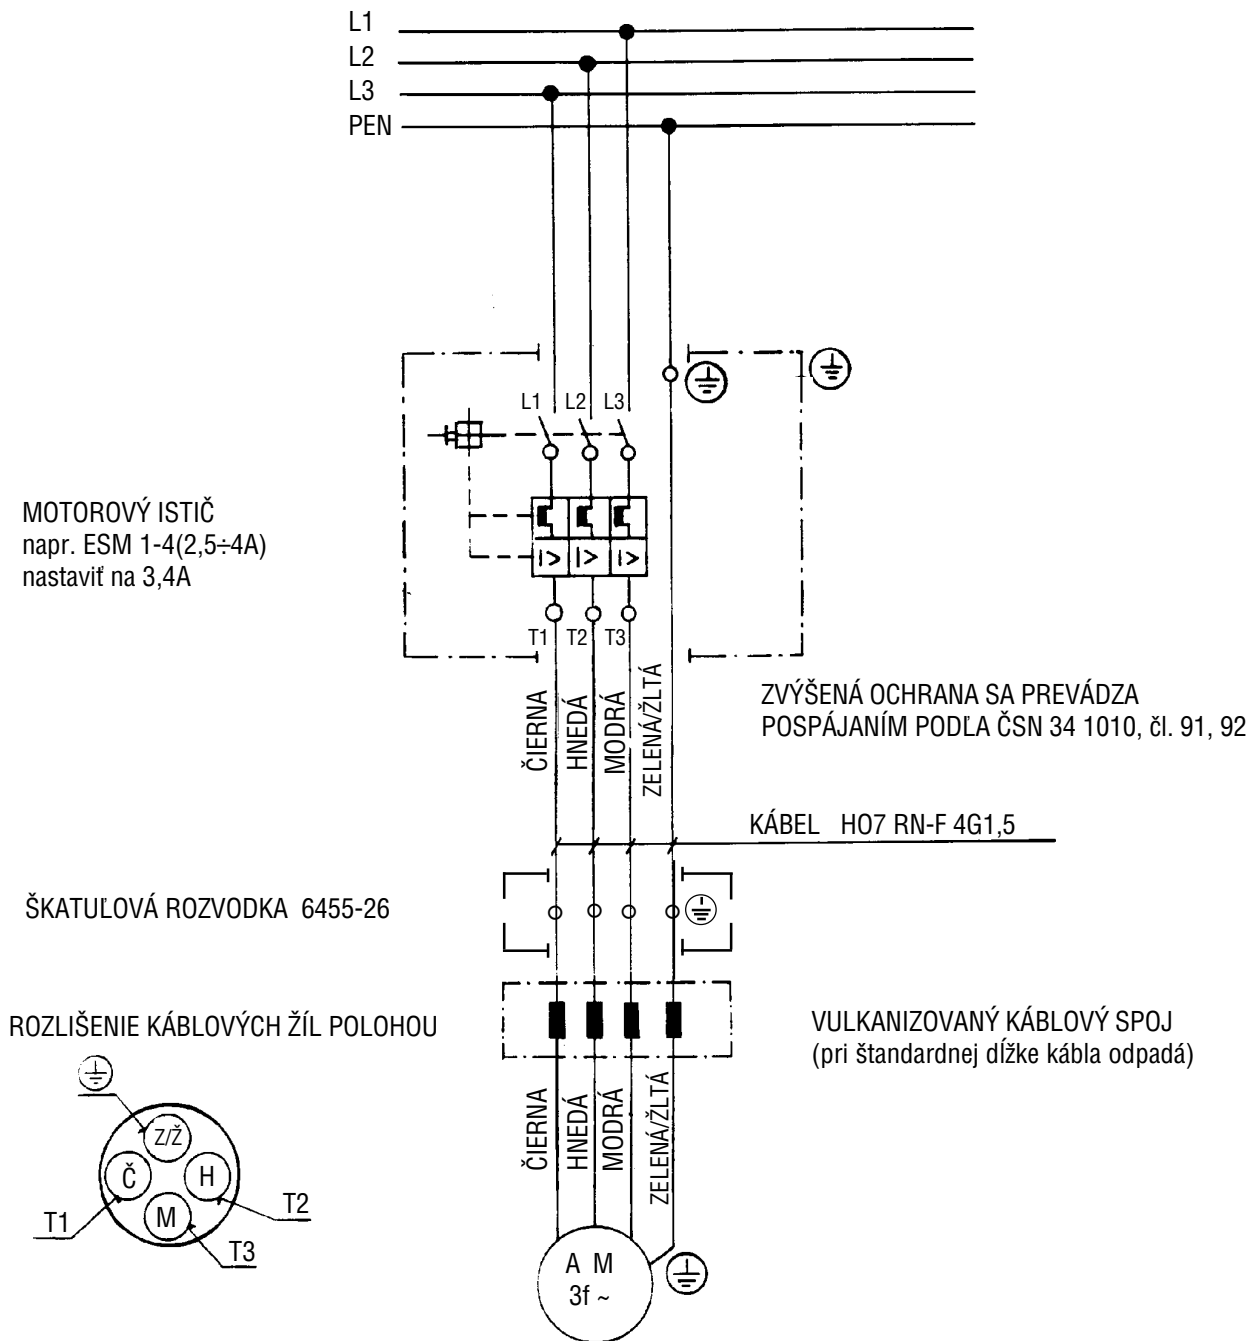 L1
L2
L3
PEN
L1 L2 L3
MOTOROVÝ ISTIČ
napr. ESM 1-4(2,5÷4A)
nastaviť na 3,4A
I> I> I>
T1 T2 T3
ČIERNA
HNEDÁ
MODRÁ
ZELENÁ/ŽLTÁ
ZVÝŠENÁ OCHRANA SA PREVÁDZA
POSPÁJANÍM PODĽA ČSN 34 1010, čl. 91, 92
KÁBEL HO7 RN-F 4G1,5
ŠKATUĽOVÁ ROZVODKA 6455-26
ROZLIŠENIE KÁBLOVÝCH ŽÍL POLOHOU
VULKANIZOVANÝ KÁBLOVÝ SPOJ
(pri štandardnej dĺžke kábla odpadá)
ČIERNA
HNEDÁ
MODRÁ
ZELENÁ/ŽLTÁ
Z/Ž
Č
H
M
T1
T2
T3
A M
3f ~